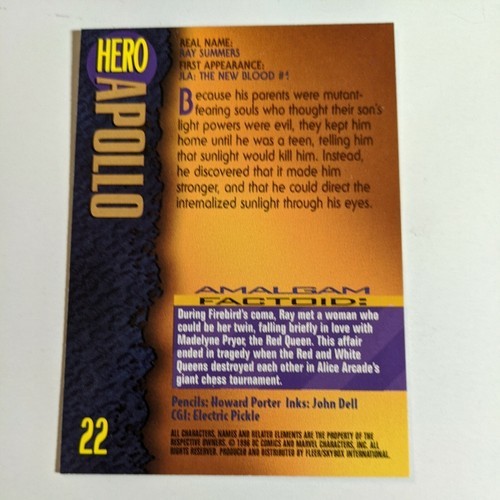 HERO
APOLLO
REAL NAME:
RAY SUMMERS
FIRST APPEARANCE:
JLA: THE NEW BLOOD #1
Because his parents were mutant-
fearing souls who thought their son's
light powers were evil, they kept him
home until he was a teen, telling him
that sunlight would kill him. Instead,
he discovered that it made him
stronger, and that he could direct the
internalized sunlight through his eyes.
AMALGAM
FACTOID:
During Firebird's coma, Ray met a woman who
could be her twin, falling briefly in love with
Madelyne Pryor, the Red Queen. This affair
ended in tragedy when the Red and White
Queens destroyed each other in Alice Arcade's
giant chess tournament.
Pencils: Howard Porter Inks: John Dell
CGI: Electric Pickle
22
ALL CHARACTERS, NAMES AND RELATED ELEMENTS ARE THE PROPERTY OF THE
RESPECTIVE OWNERS. © 1996 DC COMICS AND MARVEL CHARACTERS, INC. ALL
RIGHTS RESERVED. PRODUCED AND DISTRIBUTED BY FLEER/SKYBOX INTERNATIONAL.